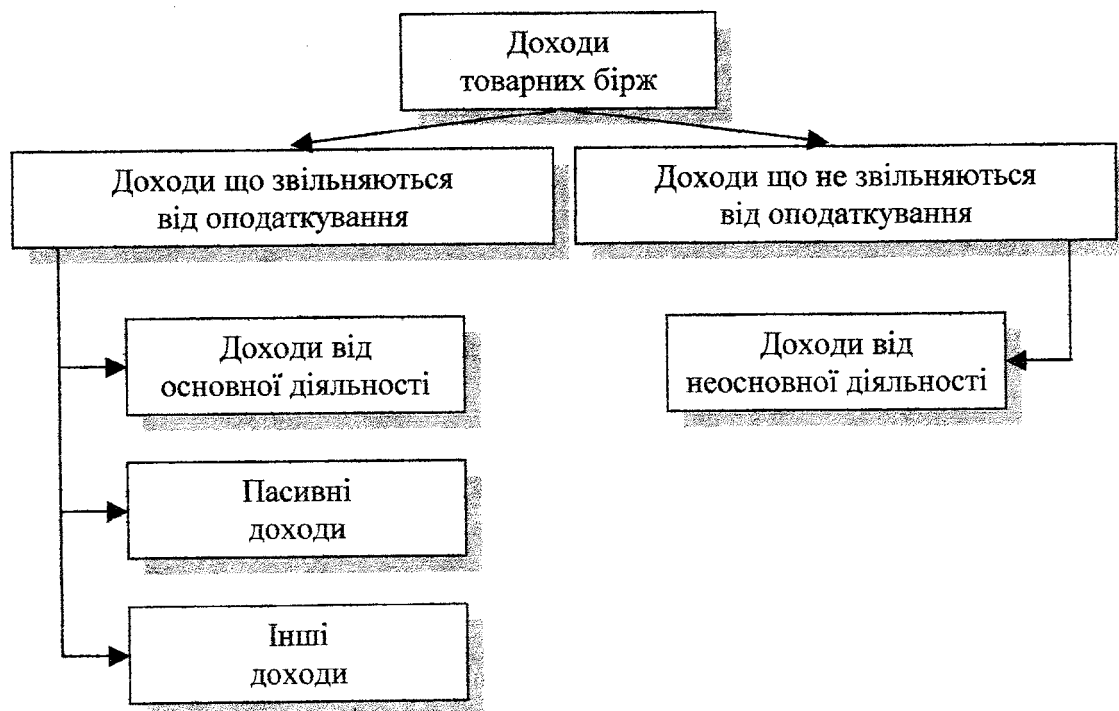 Доходи
товарних бірж
Доходи що звільняються
від оподаткування
Доходи що не звільняються
від оподаткування
Доходи від
основної діяльності
Доходи від
неосновної діяльності
Пасивні
доходи
Інші
доходи